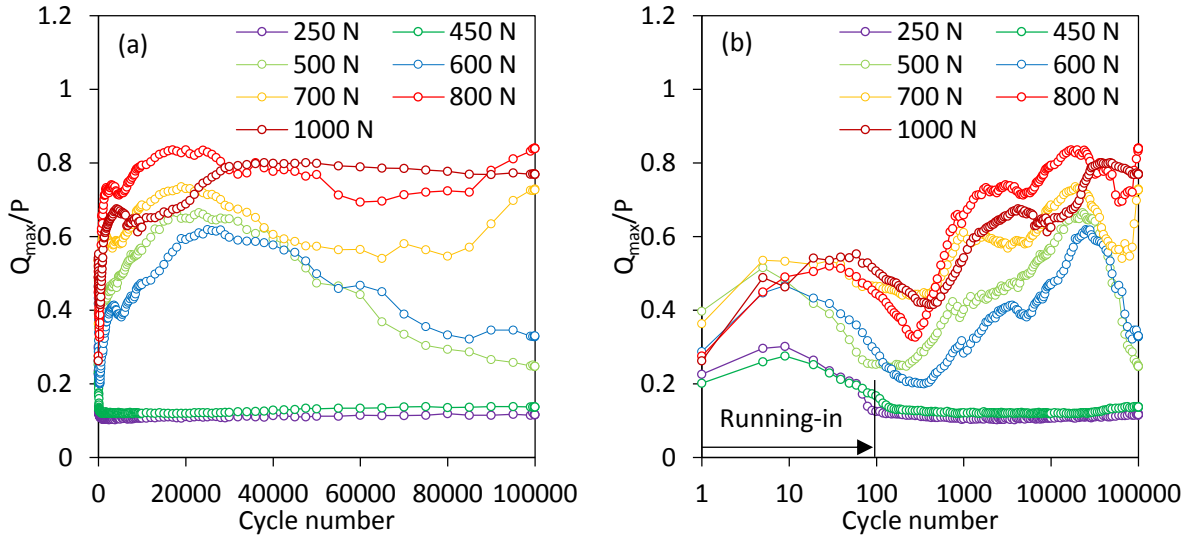 1.2
(a)
250 N
450 N
500 N
600 N
700 N
800 N
1000 N
1
0.8
0.6
0.4
0.2
0
Qmax/P
0 20000 40000 60000 80000 100000
Cycle number
1.2
(b)
250 N
450 N
500 N
600 N
700 N
800 N
1000 N
1
0.8
0.6
0.4
0.2
0
Qmax/P
Running-in
1 10 100 1000 10000 100000
Cycle number